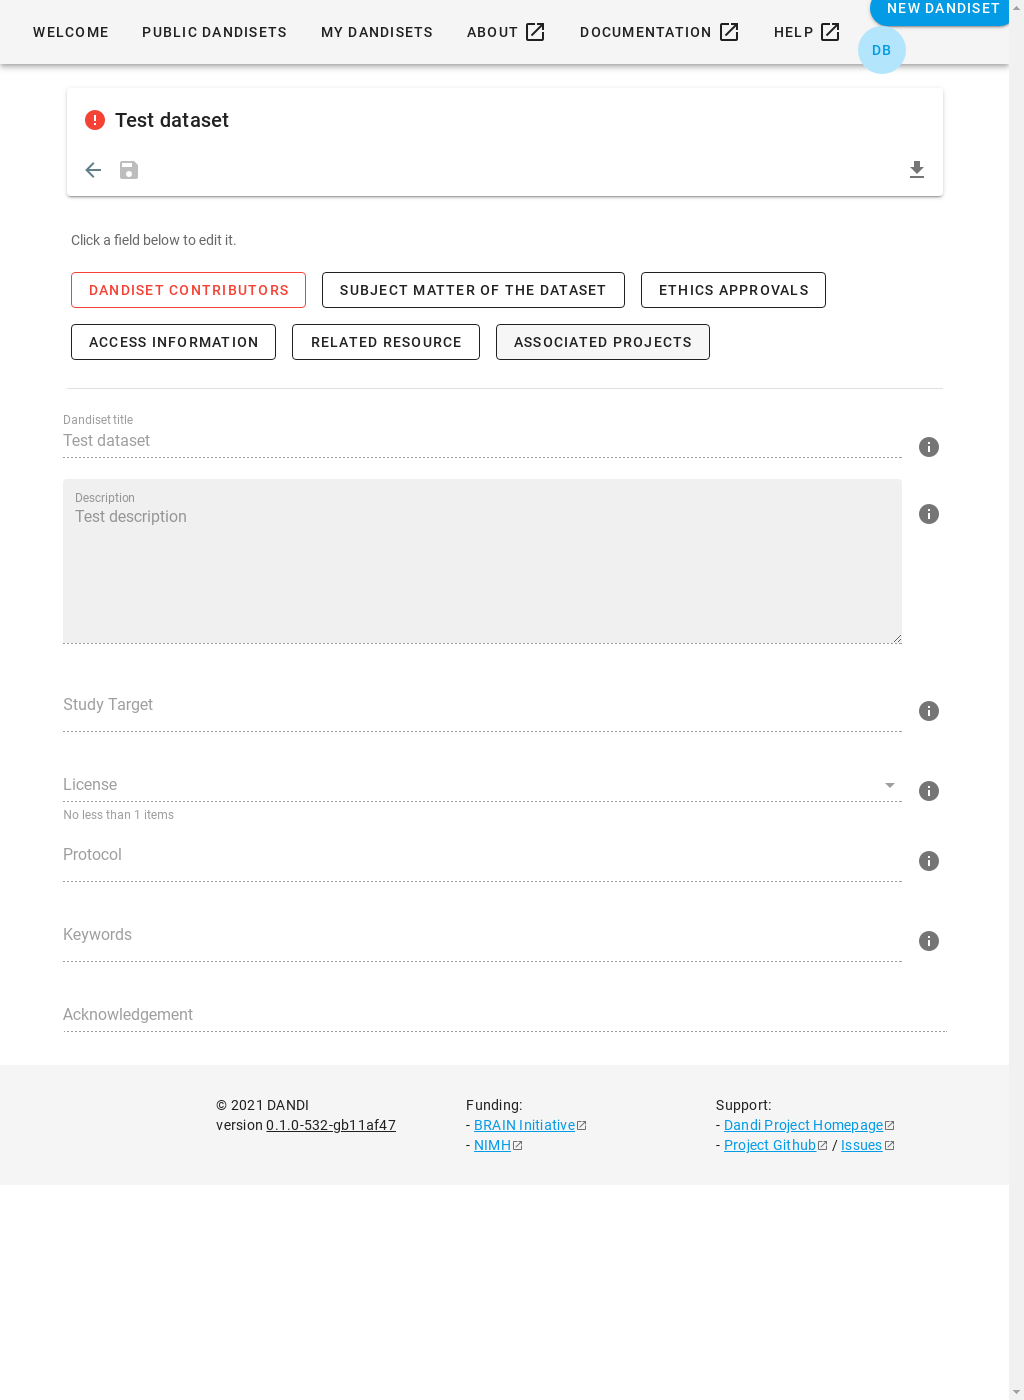 NEW DANDISET
WELCOME PUBLIC DANDISETS MY DANDISETS ABOUT DOCUMENTATION HELP
DB
Test dataset
Click a field below to edit it.
DANDISET CONTRIBUTORS SUBJECT MATTER OF THE DATASET ETHICS APPROVALS
ACCESS INFORMATION RELATED RESOURCE ASSOCIATED PROJECTS
Dandiset title
Test dataset
Description
Test description
Study Target
License
No less than 1 items
Protocol
Keywords
Acknowledgement
© 2021 DANDI
version 0.1.0-532-gb11af47
Funding:
- BRAIN Initiative
- NIMH
Support:
- Dandi Project Homepage
- Project Github / Issues